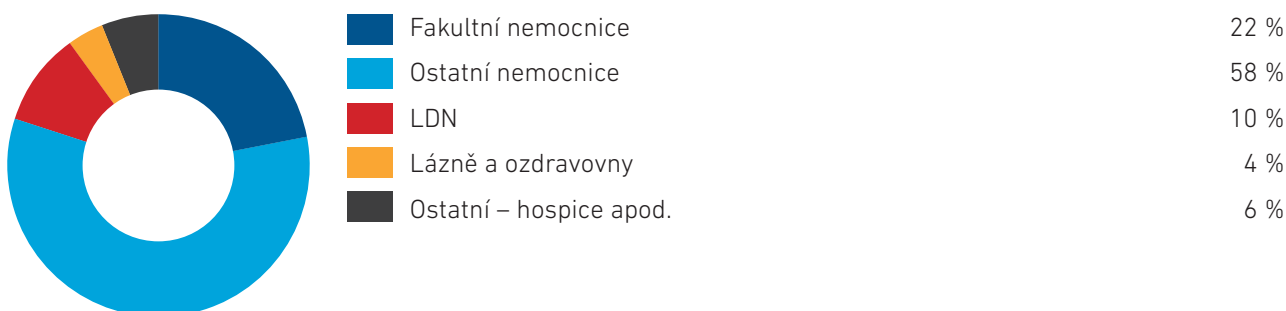 Fakultní nemocnice 22 %
Ostatní nemocnice 58 %
LDN 10 %
Lázně a ozdravovny 4 %
Ostatní – hospice apod. 6 %